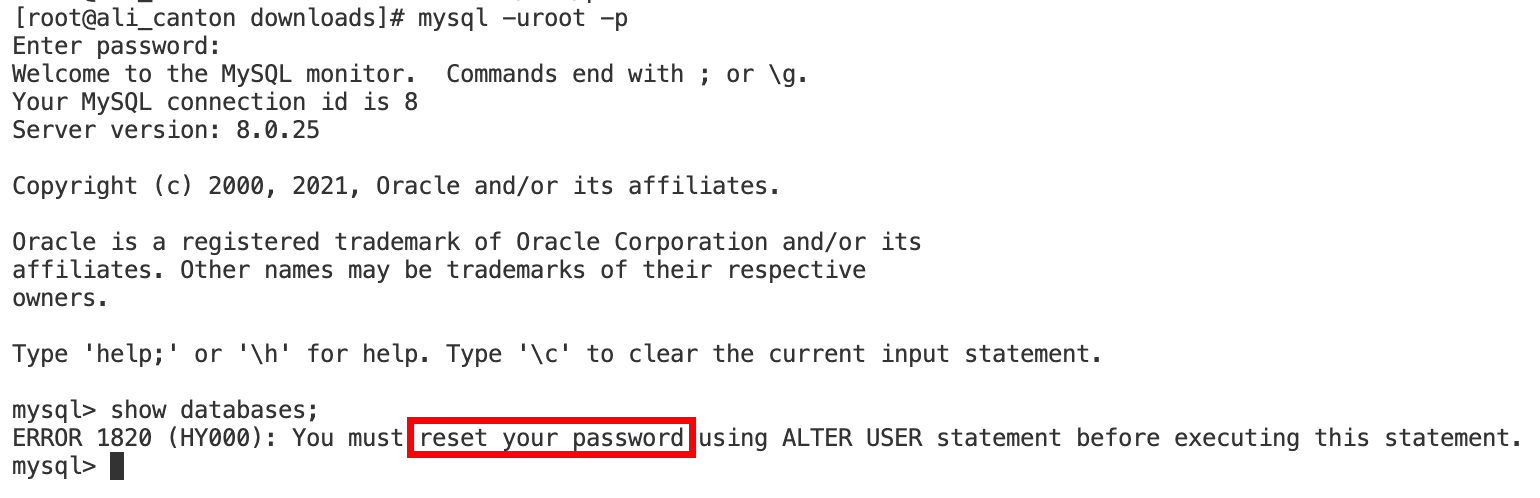 [root@ali_canton downloads]# mysql -uroot -p
Enter password:
Welcome to the MySQL monitor.  Commands end with ; or \g.
Your MySQL connection id is 8
Server version: 8.0.25
Copyright (c) 2000, 2021, Oracle and/or its affiliates.
Oracle is a registered trademark of Oracle Corporation and/or its
affiliates. Other names may be trademarks of their respective
owners.
Type 'help;' or '\h' for help. Type '\c' to clear the current input statement.
mysql> show databases;
ERROR 1820 (HY000): You must reset your password using ALTER USER statement before executing this statement.
mysql>